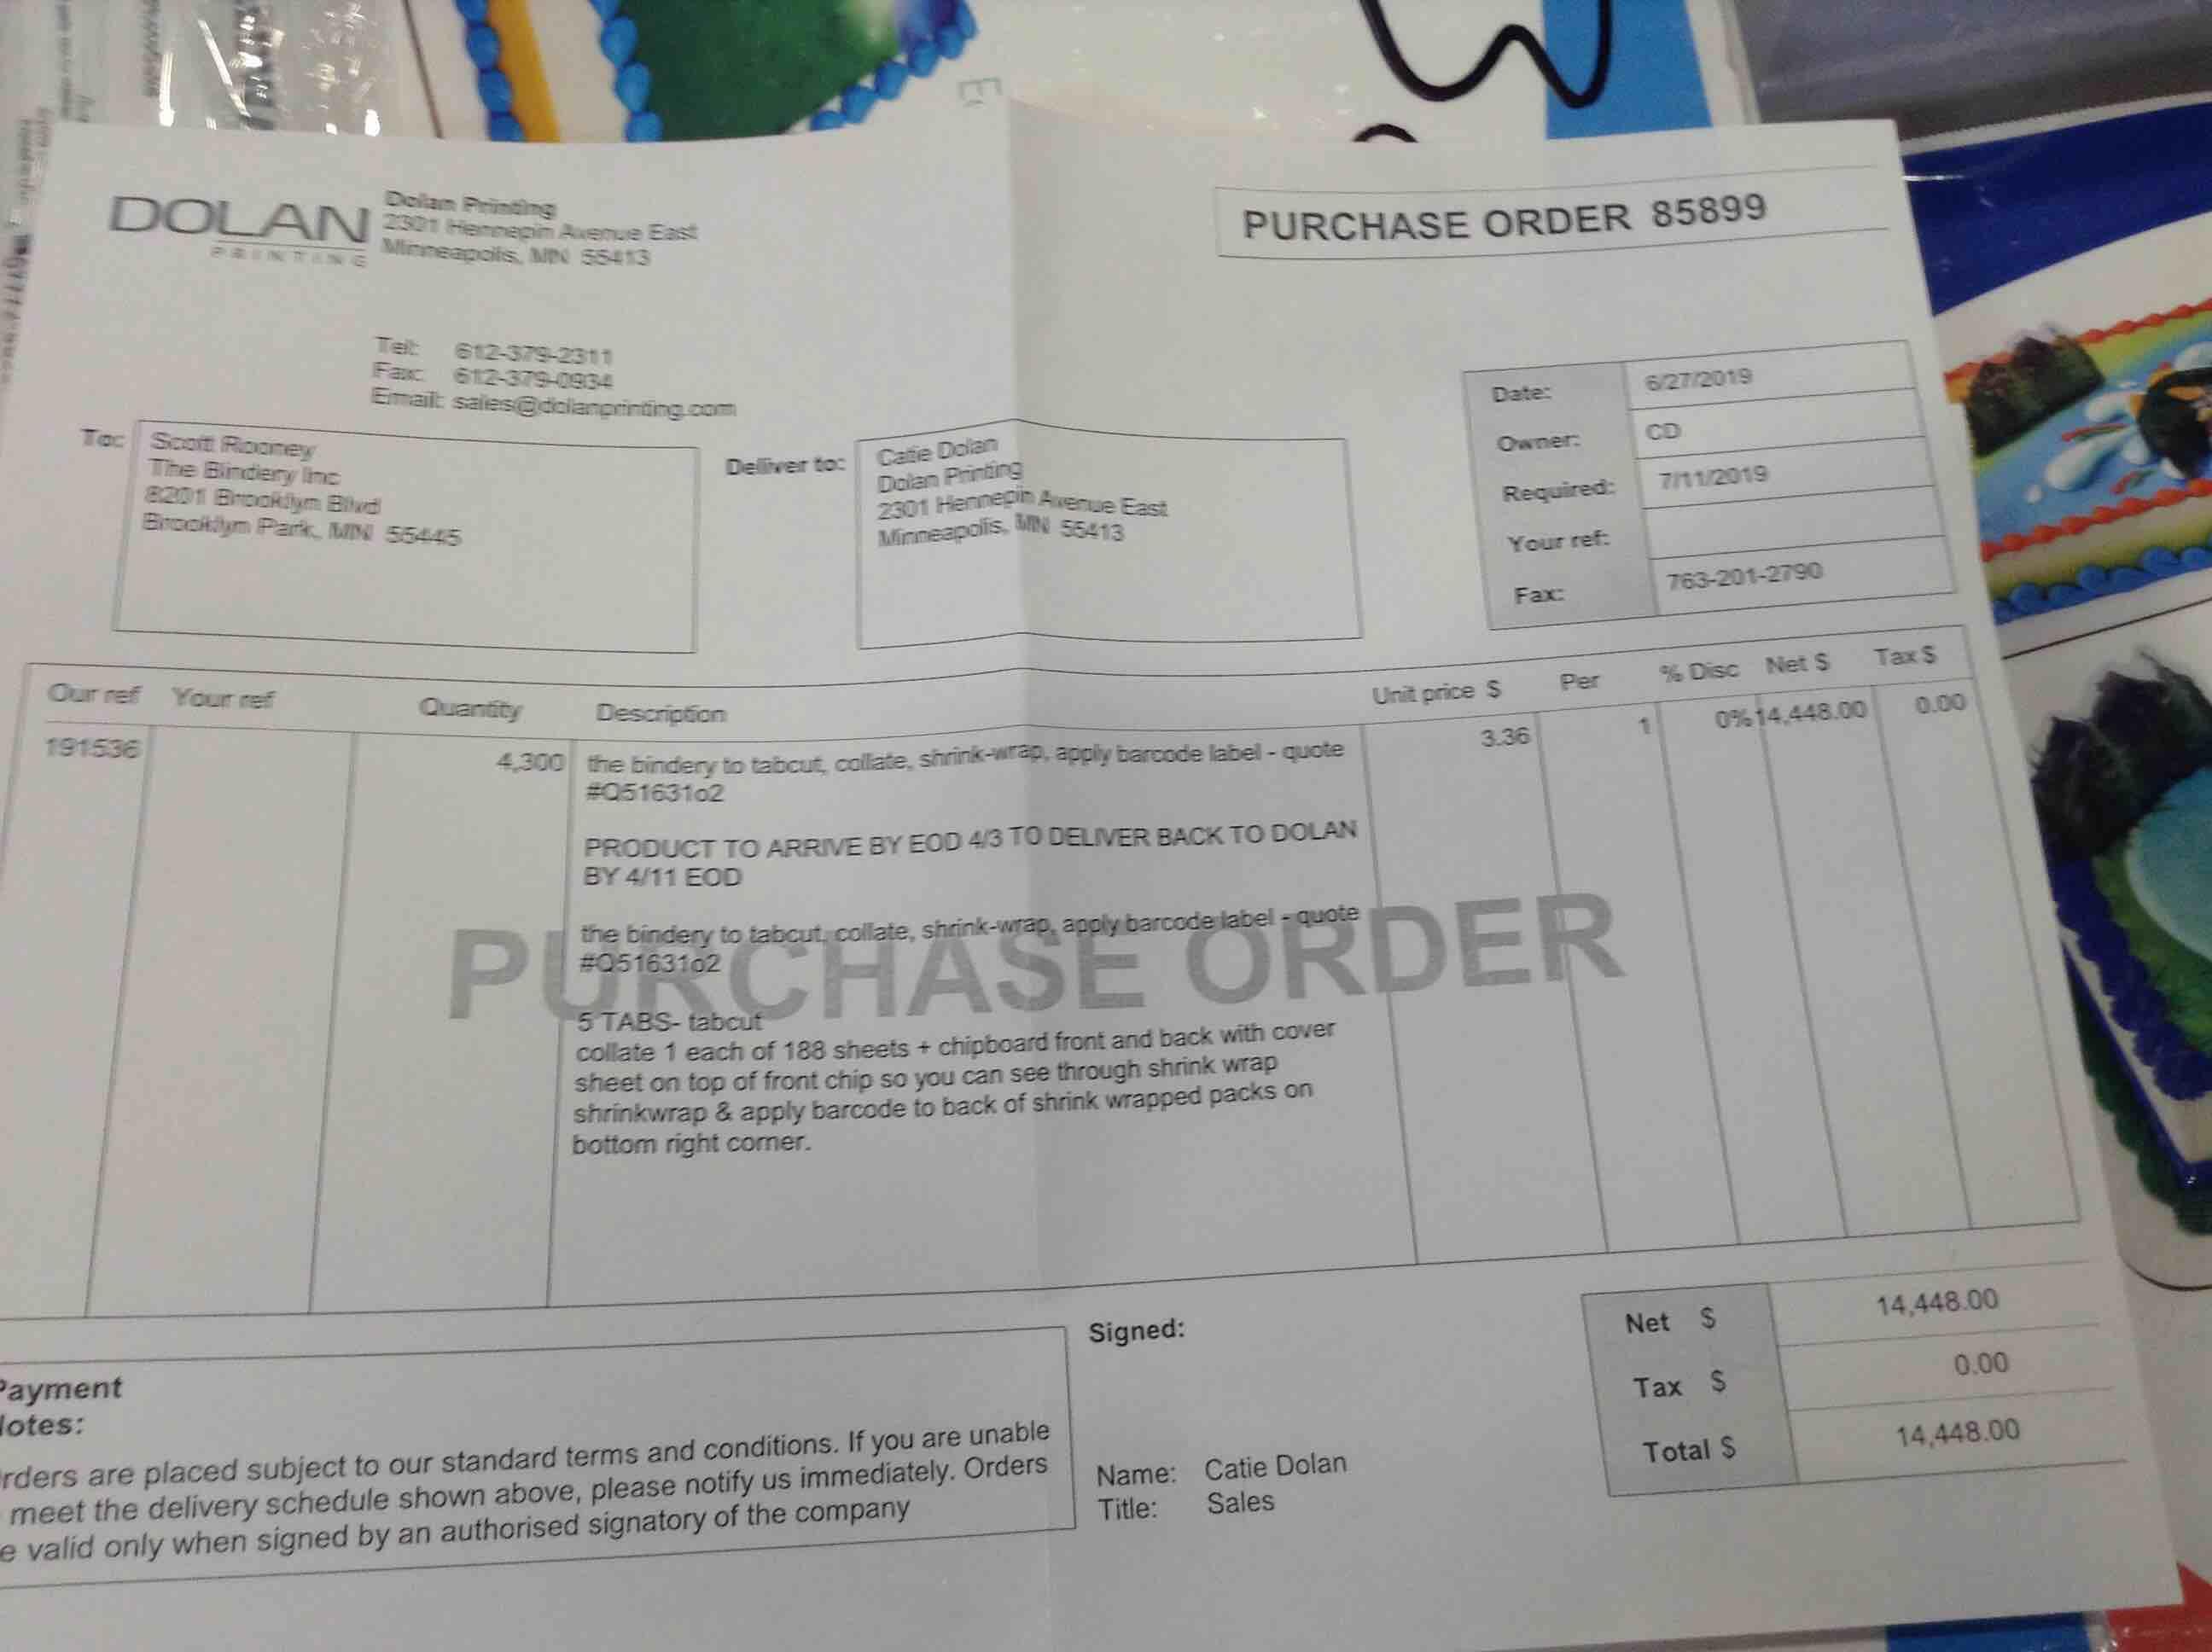 DOLAN
PRINTING
Dolan Printing
2301 Hennepin Avenue East
Minneapolis, MN 55413
PURCHASE ORDER 85899
Tel: 612-379-2311
Fax: 612-379-0934
Email: sales@dolanprinting.com
To: Scott Rooney
The Bindery Inc
8201 Brooklyn Blvd
Brooklyn Park, MN 55445
Deliver to: Catie Dolan
Dolan Printing
2301 Hennepin Avenue East
Minneapolis, MN 55413
Date: 6/27/2019
Owner: CD
Required: 7/11/2019
Your ref:
Fax: 763-201-2790
Our ref Your ref Quantity Description Unit price $ Per % Disc Net $ Tax $
191536 4,300 the bindery to tabcut, collate, shrink-wrap, apply barcode label - quote 3.36 1 0% 14,448.00 0.00
#Q51631o2
PRODUCT TO ARRIVE BY EOD 4/3 TO DELIVER BACK TO DOLAN
BY 4/11 EOD
the bindery to tabcut, collate, shrink-wrap, apply barcode label - quote
#Q51631o2
PURCHASE ORDER
5 TABS- tabcut
collate 1 each of 188 sheets + chipboard front and back with cover
sheet on top of front chip so you can see through shrink wrap
shrinkwrap & apply barcode to back of shrink wrapped packs on
bottom right corner.
Payment
Notes:
rders are placed subject to our standard terms and conditions. If you are unable
meet the delivery schedule shown above, please notify us immediately. Orders
e valid only when signed by an authorised signatory of the company
Signed:
Name: Catie Dolan
Title: Sales
Net $ 14,448.00
Tax $ 0.00
Total $ 14,448.00